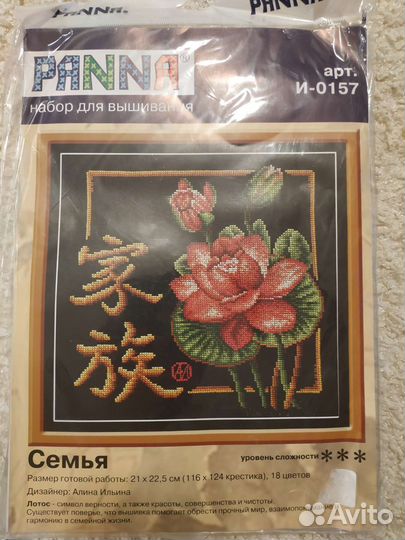 PANNA.
PANNA
PANNA®
набор для вышивания
арт.
И-0157
家
族
Семья
уровень сложности ***
Размер готовой работы: 21 x 22,5 см (116 x 124 крестика), 18 цветов
Дизайнер: Алина Ильина
Лотос - символ верности, а также красоты, совершенства и чистоты.
Существует поверье, что вышивка помогает обрести прочный мир, взаимопонимание
гармонию в семейной жизни.
Avito